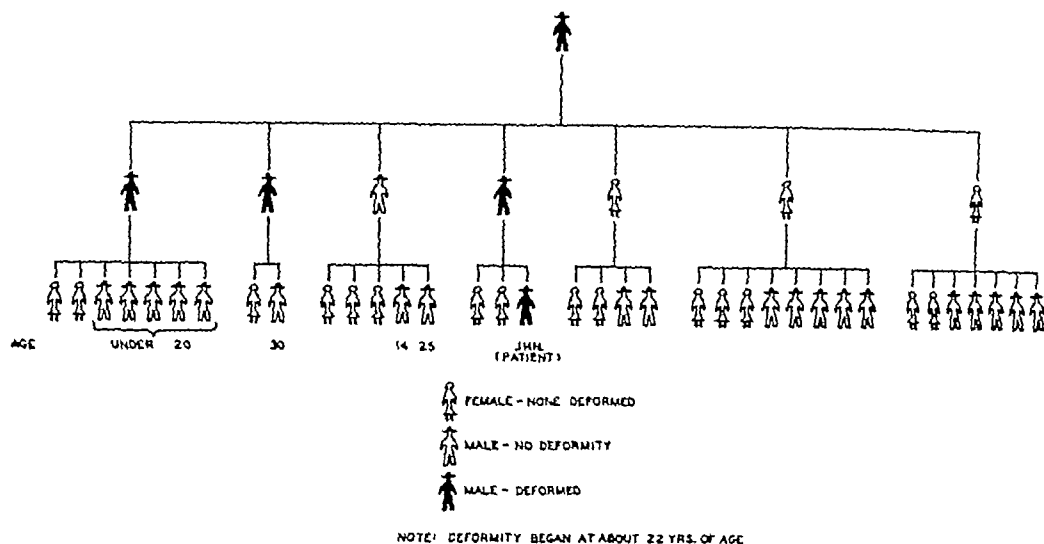 AGE UNDER 20 30 14 25 JHH.
(PATIENT)
FEMALE - NONE DEFORMED
MALE - NO DEFORMITY
MALE - DEFORMED
NOTE: DEFORMITY BEGAN AT ABOUT 22 YRS. OF AGE